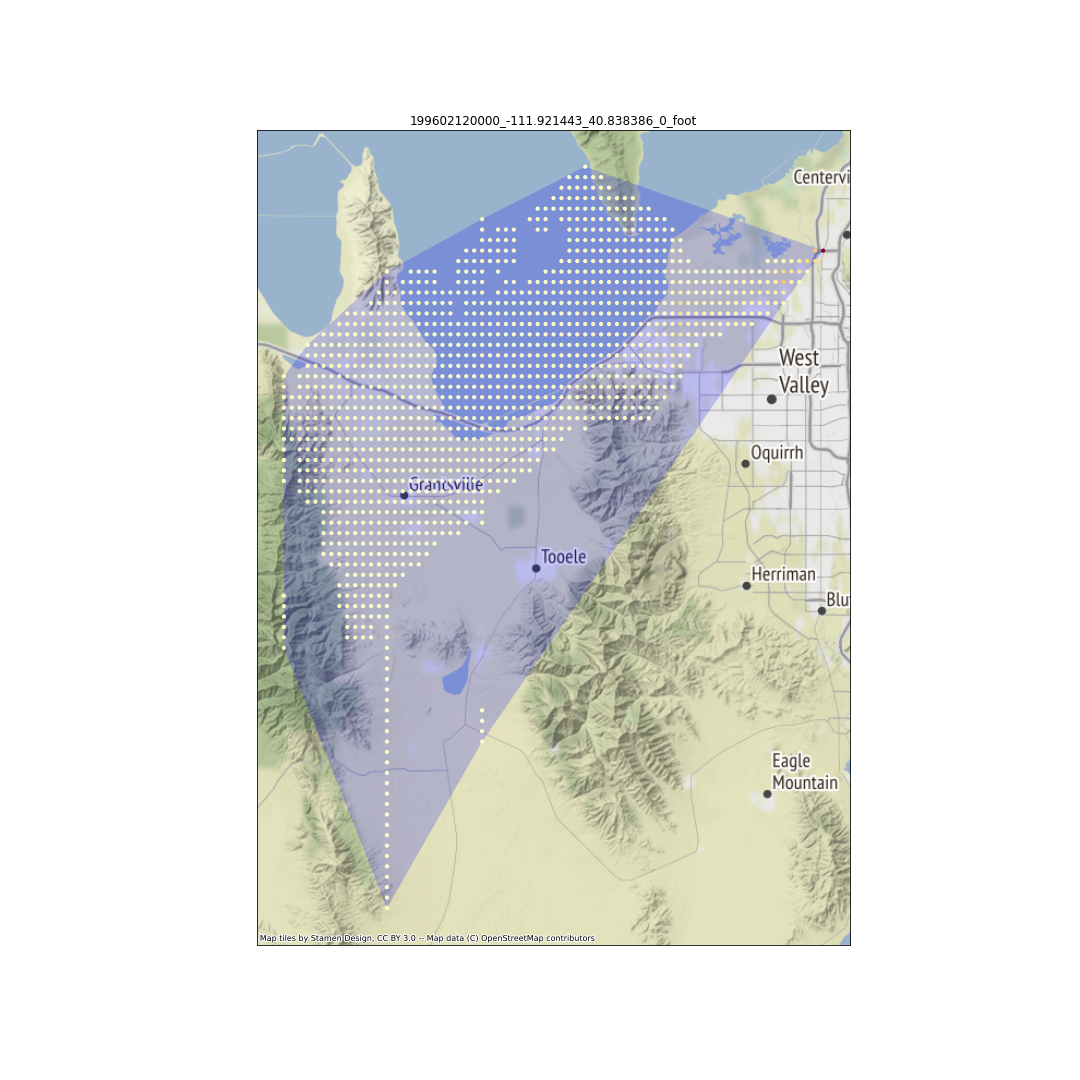 199602120000_-111.921443_40.838386_0_foot
Centervi
West
Valley
Oquirrh
Grantsville
Tooele
Herriman
Blu
Eagle
Mountain
Map tiles by Stamen Design, CC BY 3.0 -- Map data (C) OpenStreetMap contributors